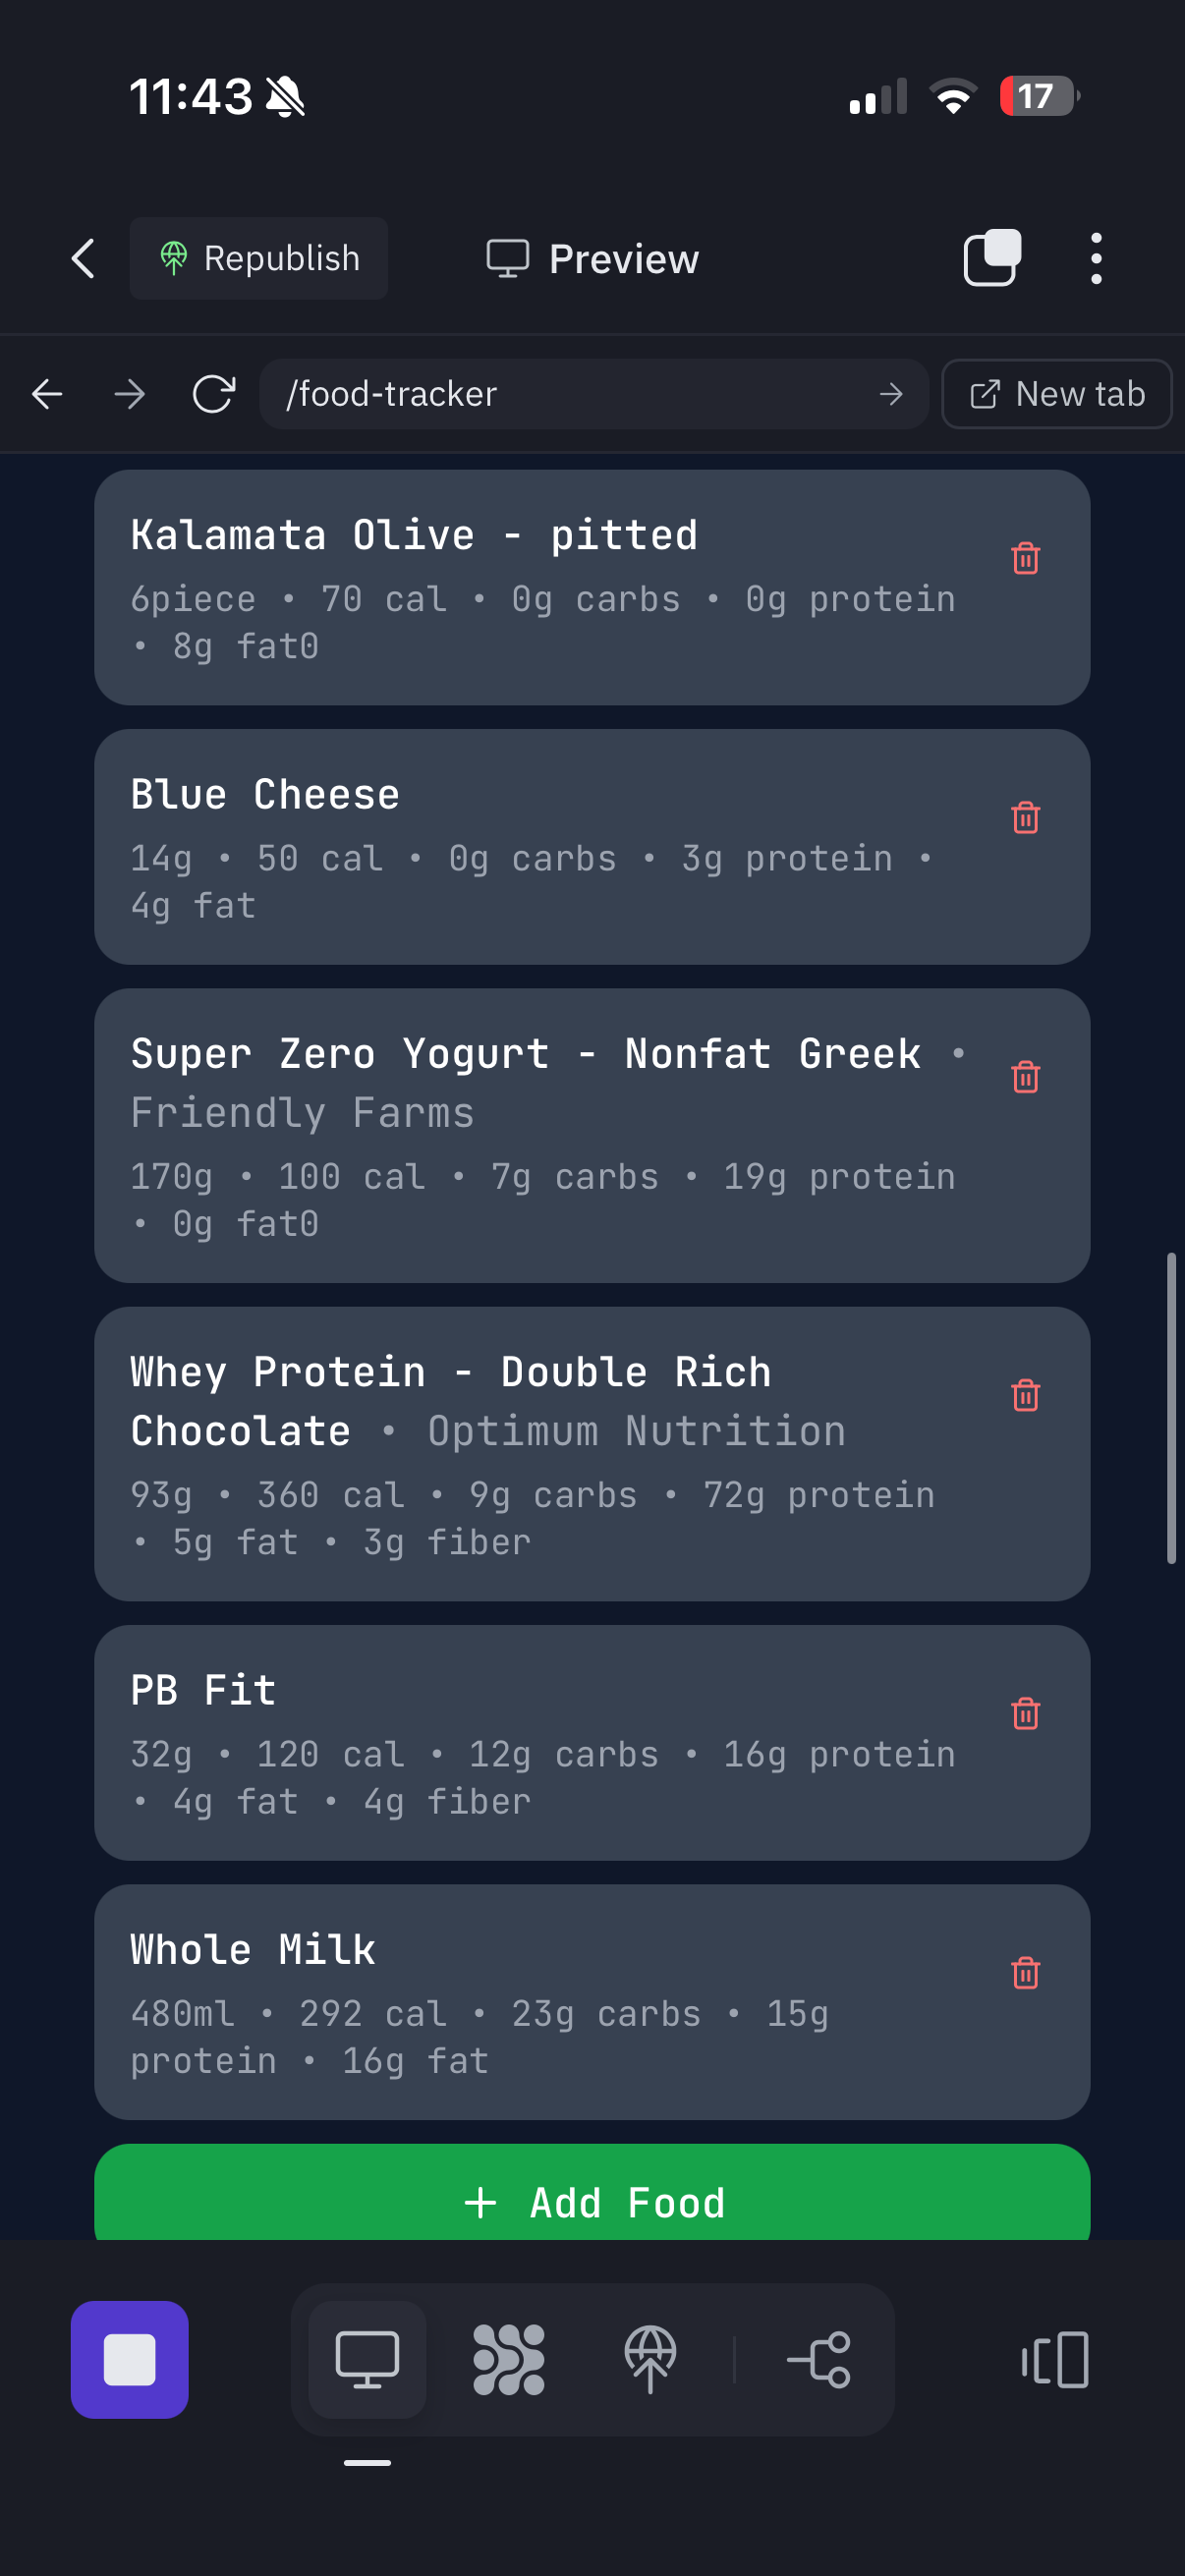 11:43
17
Republish
Preview
/food-tracker
New tab
Kalamata Olive - pitted
6piece • 70 cal • 0g carbs • 0g protein
• 8g fat0
Blue Cheese
14g • 50 cal • 0g carbs • 3g protein •
4g fat
Super Zero Yogurt - Nonfat Greek •
Friendly Farms
170g • 100 cal • 7g carbs • 19g protein
• 0g fat0
Whey Protein - Double Rich
Chocolate • Optimum Nutrition
93g • 360 cal • 9g carbs • 72g protein
• 5g fat • 3g fiber
PB Fit
32g • 120 cal • 12g carbs • 16g protein
• 4g fat • 4g fiber
Whole Milk
480ml • 292 cal • 23g carbs • 15g
protein • 16g fat
+ Add Food